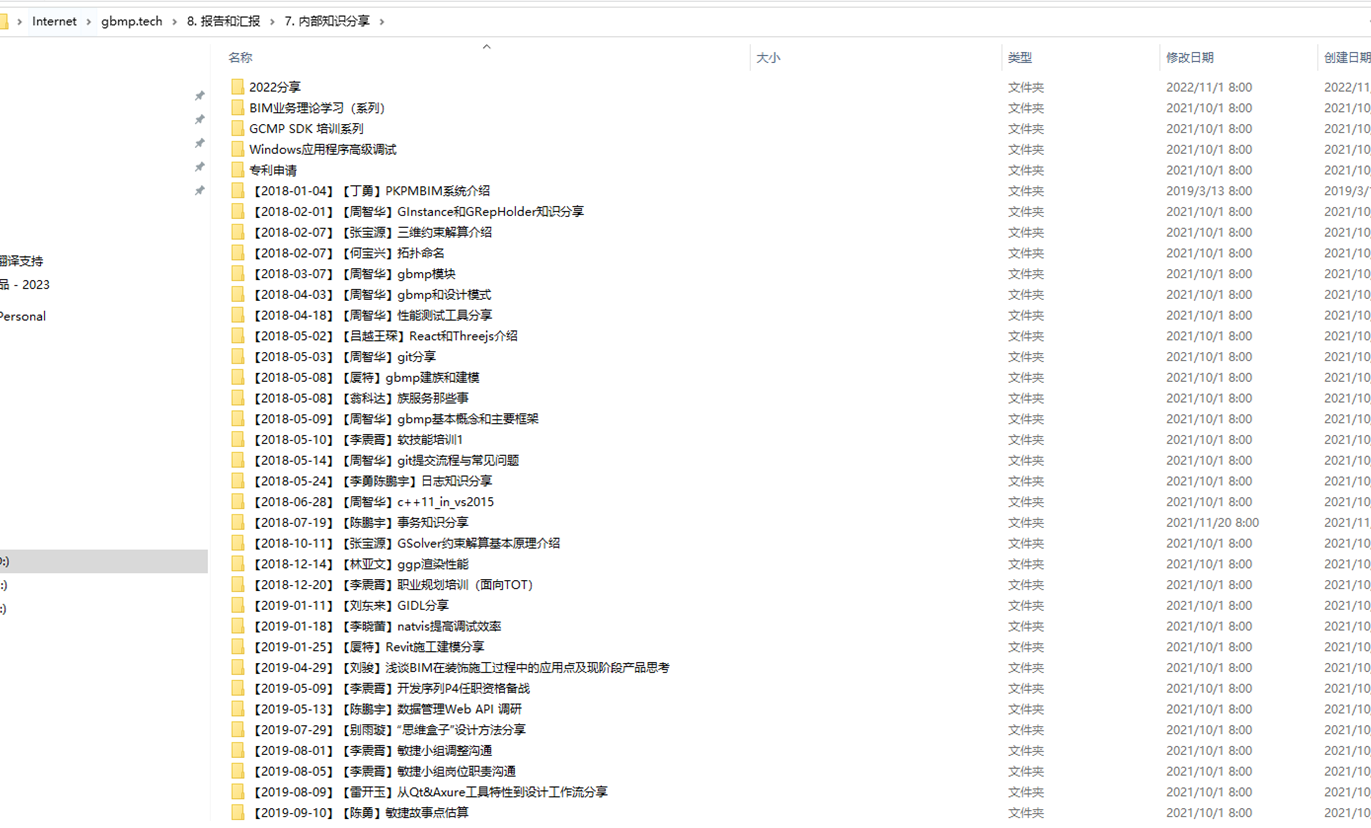 Internet > gbmp.tech > 8. 报告和汇报 > 7. 内部知识分享 >
名称 大小 类型 修改日期 创建日期
2022分享 文件夹 2022/11/1 8:00 2022/11
BIM业务理论学习（系列） 文件夹 2021/10/1 8:00 2021/10
GCMP SDK 培训系列 文件夹 2021/10/1 8:00 2021/10
Windows应用程序高级调试 文件夹 2021/10/1 8:00 2021/10
专利申请 文件夹 2021/10/1 8:00 2021/10
【2018-01-04】【丁勇】PKPMBIM系统介绍 文件夹 2019/3/13 8:00 2019/3/
【2018-02-01】【周智华】GInstance和GRepHolder知识分享 文件夹 2021/10/1 8:00 2021/10
【2018-02-07】【张宝源】三维约束解算介绍 文件夹 2021/10/1 8:00 2021/10
翻译支持
【2018-02-07】【何宝兴】拓扑命名 文件夹 2021/10/1 8:00 2021/10
【2018-03-07】【周智华】gbmp模块 文件夹 2021/10/1 8:00 2021/10
品 - 2023
【2018-04-03】【周智华】gbmp和设计模式 文件夹 2021/10/1 8:00 2021/10
Personal
【2018-04-18】【周智华】性能测试工具分享 文件夹 2021/10/1 8:00 2021/10
【2018-05-02】【吕越王琛】React和Threejs介绍 文件夹 2021/10/1 8:00 2021/10
【2018-05-03】【周智华】git分享 文件夹 2021/10/1 8:00 2021/10
【2018-05-08】【厦特】gbmp建族和建模 文件夹 2021/10/1 8:00 2021/10
【2018-05-08】【翁科达】族服务那些事 文件夹 2021/10/1 8:00 2021/10
【2018-05-09】【周智华】gbmp基本概念和主要框架 文件夹 2021/10/1 8:00 2021/10
【2018-05-10】【李震霄】软技能培训1 文件夹 2021/10/1 8:00 2021/10
【2018-05-14】【周智华】git提交流程与常见问题 文件夹 2021/10/1 8:00 2021/10
【2018-05-24】【李勇陈鹏宇】日志知识分享 文件夹 2021/10/1 8:00 2021/10
【2018-06-28】【周智华】c++11_in_vs2015 文件夹 2021/10/1 8:00 2021/10
【2018-07-19】【陈鹏宇】事务知识分享 文件夹 2021/11/20 8:00 2021/11
【2018-10-11】【张宝源】GSolver约束解算基本原理介绍 文件夹 2021/10/1 8:00 2021/10
:)
【2018-12-14】【林亚文】ggp渲染性能 文件夹 2021/10/1 8:00 2021/10
:)
【2018-12-20】【李震霄】职业规划培训（面向TOT） 文件夹 2021/10/1 8:00 2021/10
:)
【2019-01-11】【刘东来】GIDL分享 文件夹 2021/10/1 8:00 2021/10
【2019-01-18】【李晓蕾】natvis提高调试效率 文件夹 2021/10/1 8:00 2021/10
【2019-01-25】【厦特】Revit施工建模分享 文件夹 2021/10/1 8:00 2021/10
【2019-04-29】【刘骏】浅谈BIM在装饰施工过程中的应用点及现阶段产品思考 文件夹 2021/10/1 8:00 2021/10
【2019-05-09】【李震霄】开发序列P4任职资格备战 文件夹 2021/10/1 8:00 2021/10
【2019-05-13】【陈鹏宇】数据管理Web API 调研 文件夹 2021/10/1 8:00 2021/10
【2019-07-29】【别雨璇】“思维盒子”设计方法分享 文件夹 2021/10/1 8:00 2021/10
【2019-08-01】【李震霄】敏捷小组调整沟通 文件夹 2021/10/1 8:00 2021/10
【2019-08-05】【李震霄】敏捷小组岗位职责沟通 文件夹 2021/10/1 8:00 2021/10
【2019-08-09】【雷开玉】从Qt&Axure工具特性到设计工作流分享 文件夹 2021/10/1 8:00 2021/10
【2019-09-10】【陈勇】敏捷故事点估算 文件夹 2021/10/1 8:00 2021/10